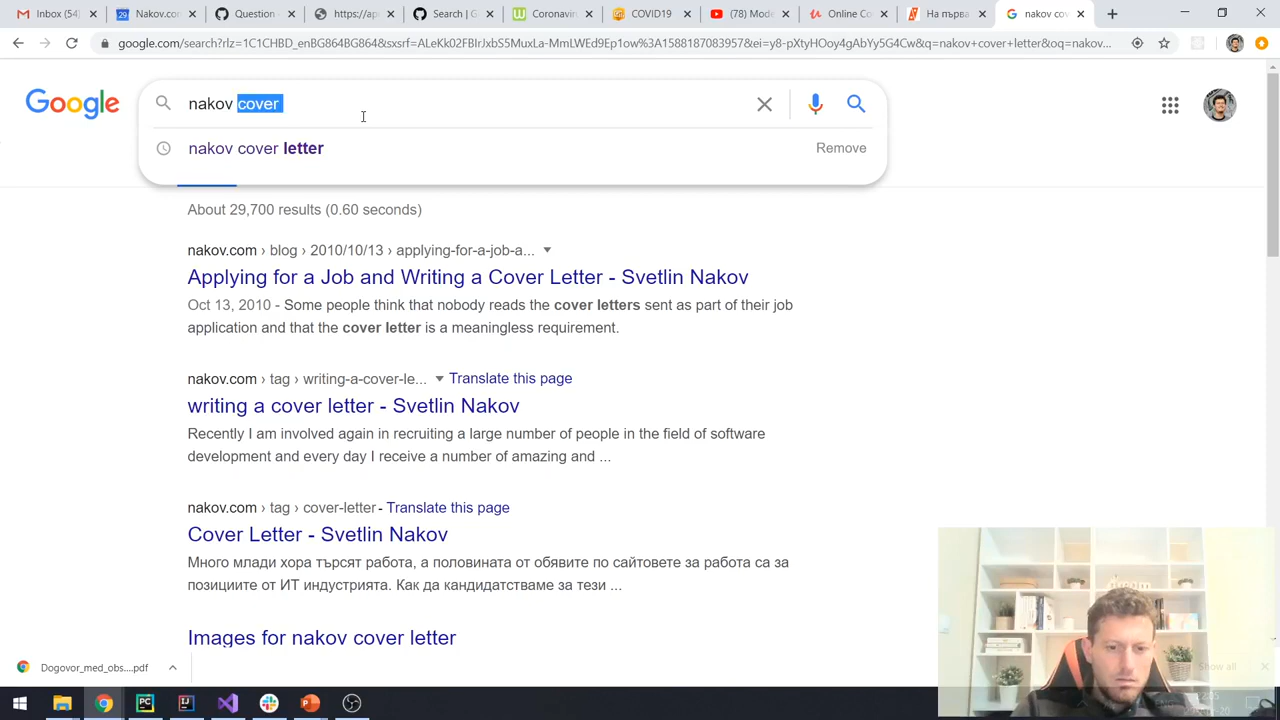 Inbox (54)
Nakov.co
Question
https://ap
Search | G
Coronavir
COVID19
(78) Mode
Online Co
На първа
nakov cov
google.com/search?rlz=1C1CHBD_enBG864BG864&sxsrf=ALeKk02FBIrJxbS5MuxLa-MmLWEd9Ep1ow%3A1588187083957&ei=y8-pXtyHOoy4gAbYy5G4Cw&q=nakov+cover+letter&oq=nakov...
Google
nakov cover
nakov cover letter
Remove
About 29,700 results (0.60 seconds)
nakov.com › blog › 2010/10/13 › applying-for-a-job-a...
Applying for a Job and Writing a Cover Letter - Svetlin Nakov
Oct 13, 2010 - Some people think that nobody reads the cover letters sent as part of their job
application and that the cover letter is a meaningless requirement.
nakov.com › tag › writing-a-cover-le... Translate this page
writing a cover letter - Svetlin Nakov
Recently I am involved again in recruiting a large number of people in the field of software
development and every day I receive a number of amazing and ...
nakov.com › tag › cover-letter - Translate this page
Cover Letter - Svetlin Nakov
Много млади хора търсят работа, а половината от обявите по сайтовете за работа са за
позициите от ИТ индустрията. Как да кандидатстваме за тези ...
Images for nakov cover letter
Dogovor_med_obs....pdf
Show all